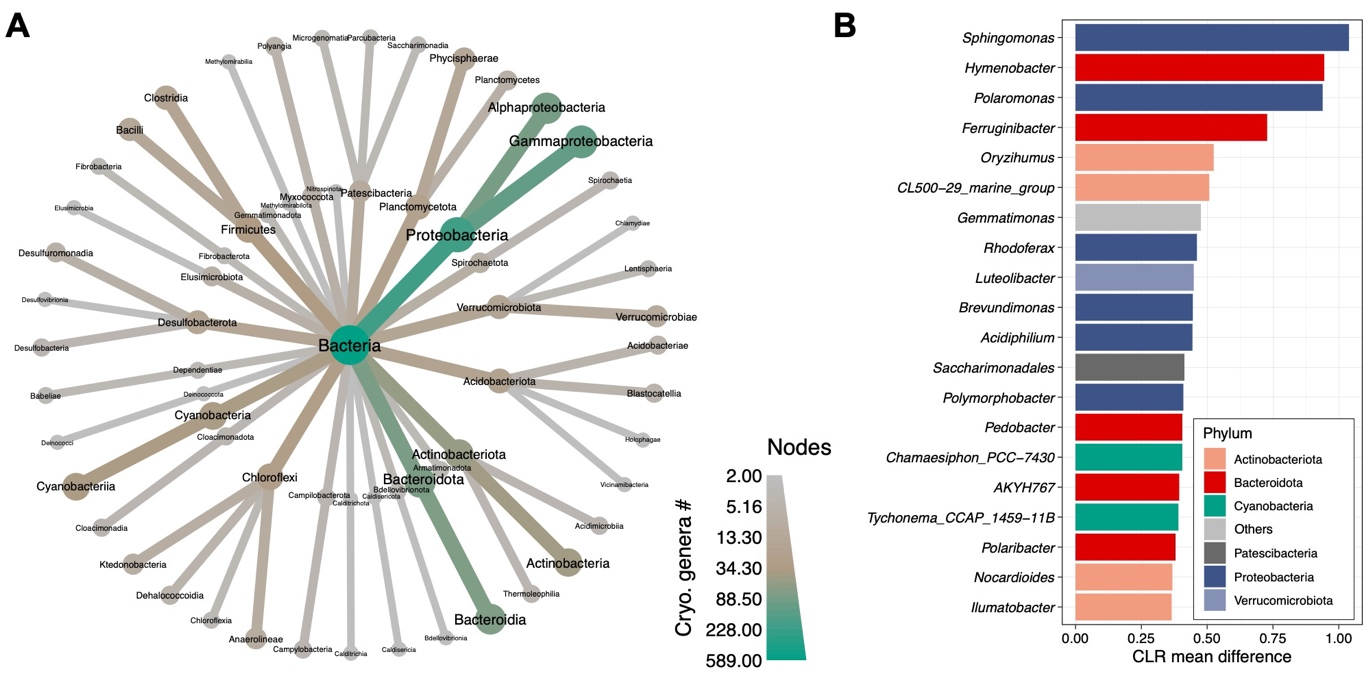 A
Microgenomatia
Parcubacteria
Polyangia
Saccharimonadia
Methylomirabilia
Phycisphaerae
Planctomycetes
Clostridia
Alphaproteobacteria
Bacilli
Gammaproteobacteria
Fibrobacteria
Spirochaetia
Nitrospinota
Patescibacteria
Myxococcota
Methylomirabilota
Planctomycetota
Elusimicrobia
Gemmatimonadota
Chlamydiae
Firmicutes
Proteobacteria
Desulfuromonadia
Fibrobacterota
Spirochaetota
Lentisphaeria
Elusimicrobiota
Desulfovibrionia
Verrucomicrobiota
Verrucomicrobiae
Desulfobacterota
Desulfobacteria
Bacteria
Acidobacteriae
Dependentiae
Acidobacteriota
Babeliae
Deinococcota
Blastocatellia
Cyanobacteria
Cloacimonadota
Deinococci
Holophagae
Actinobacteriota
Armatimonadota
Chloroflexi
Bacteroidota
Cyanobacteriia
Bdellovibrionota
Vicinamibacteria
Campilobacterota
Caldisericota
Calditrichota
Cloacimonadia
Acidimicrobiia
Ktedonobacteria
Actinobacteria
Dehalococcoidia
Thermoleophilia
Chloroflexia
Bacteroidia
Anaerolineae
Bdellovibrionia
Campylobacteria
Calditrichia
Caldisericia
Nodes
Cryo. genera #
2.00
5.16
13.30
34.30
88.50
228.00
589.00
B
Sphingomonas
Hymenobacter
Polaromonas
Ferruginibacter
Oryzihumus
CL500−29_marine_group
Gemmatimonas
Rhodoferax
Luteolibacter
Brevundimonas
Acidiphilium
Saccharimonadales
Polymorphobacter
Pedobacter
Chamaesiphon_PCC−7430
AKYH767
Tychonema_CCAP_1459−11B
Polaribacter
Nocardioides
Ilumatobacter
Phylum
Actinobacteriota
Bacteroidota
Cyanobacteria
Others
Patescibacteria
Proteobacteria
Verrucomicrobiota
0.00 0.25 0.50 0.75 1.00
CLR mean difference